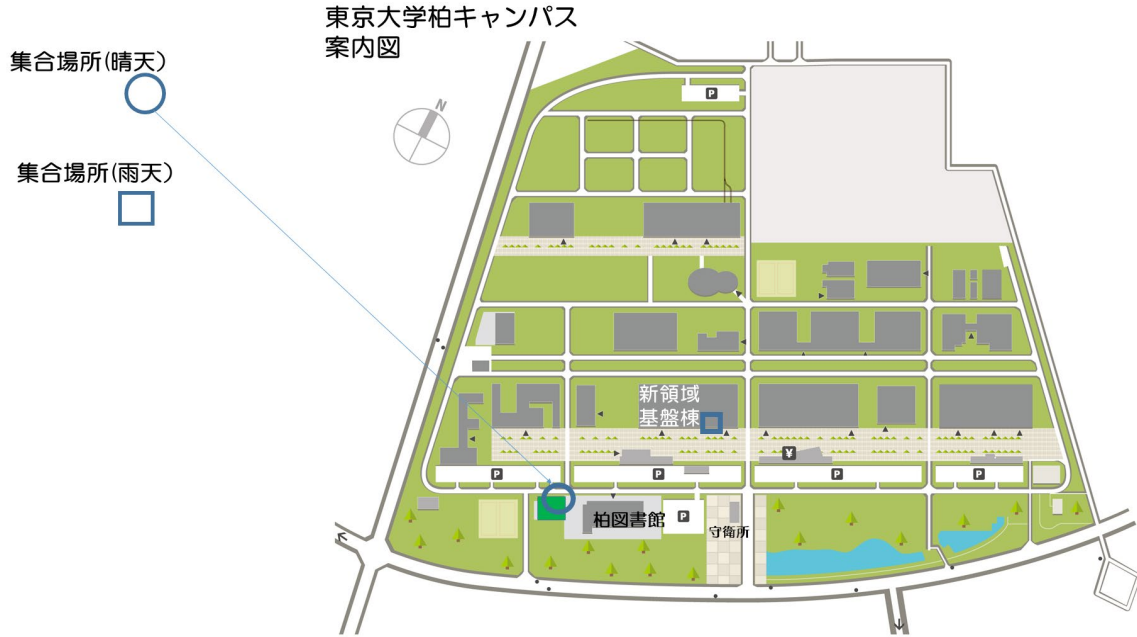 東京大学柏キャンパス
案内図
集合場所(晴天)
集合場所(雨天)
N
P
新領域
基盤棟
¥
P
P
P
P
柏図書館
P
守衛所